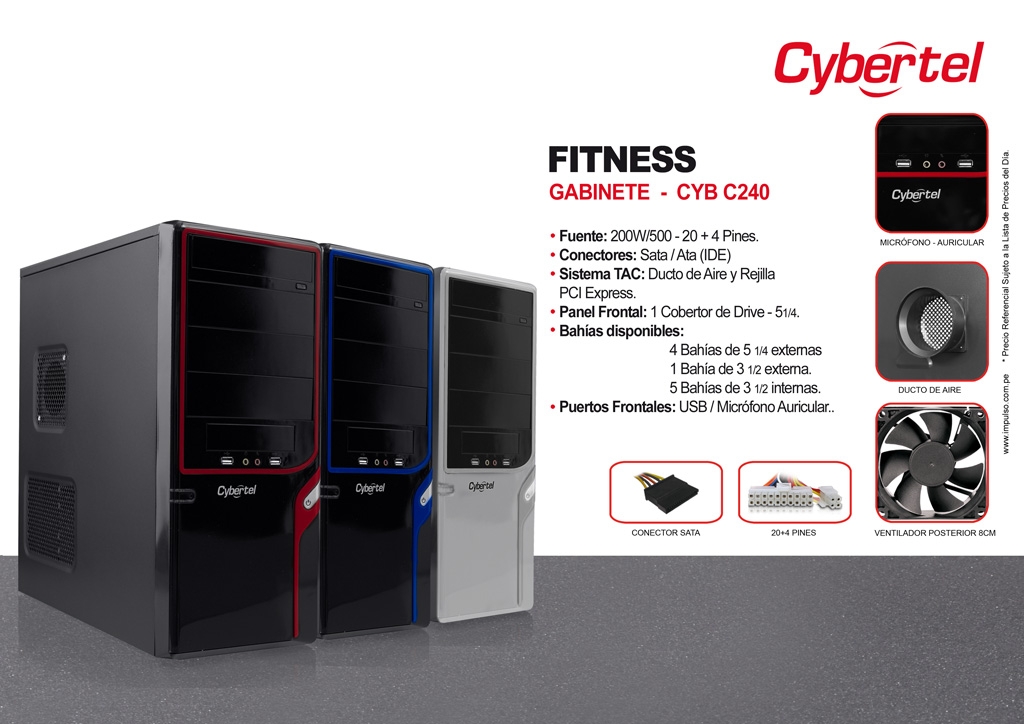 Cybertel
FITNESS
GABINETE - CYB C240
• Fuente: 200W/500 - 20 + 4 Pines.
• Conectores: Sata / Ata (IDE)
• Sistema TAC: Ducto de Aire y Rejilla
PCI Express.
• Panel Frontal: 1 Cobertor de Drive - 51/4.
• Bahías disponibles:
4 Bahías de 5 1/4 externas
1 Bahía de 3 1/2 externa.
5 Bahías de 3 1/2 internas.
• Puertos Frontales: USB / Micrófono Auricular..
CONECTOR SATA
20+4 PINES
Cybertel
MICRÓFONO - AURICULAR
DUCTO DE AIRE
VENTILADOR POSTERIOR 8CM
www.impulso.com.pe * Precio Referencial Sujeto a la Lista de Precios del Día.
Cybertel
Cybertel
Cybertel